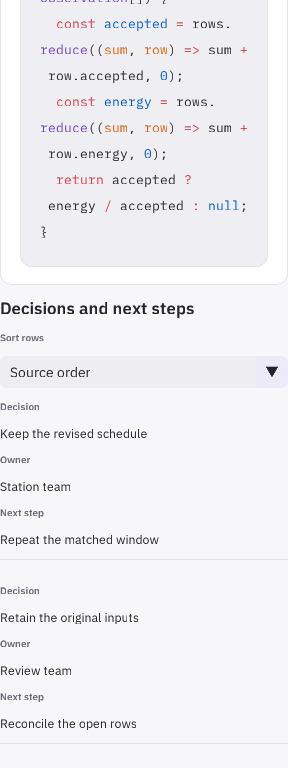 observation[]) {
const accepted = rows.
reduce((sum, row) => sum +
row.accepted, 0);
const energy = rows.
reduce((sum, row) => sum +
row.energy, 0);
return accepted ?
energy / accepted : null;
}
Decisions and next steps
Sort rows
Source order
Decision
Keep the revised schedule
Owner
Station team
Next step
Repeat the matched window
Decision
Retain the original inputs
Owner
Review team
Next step
Reconcile the open rows